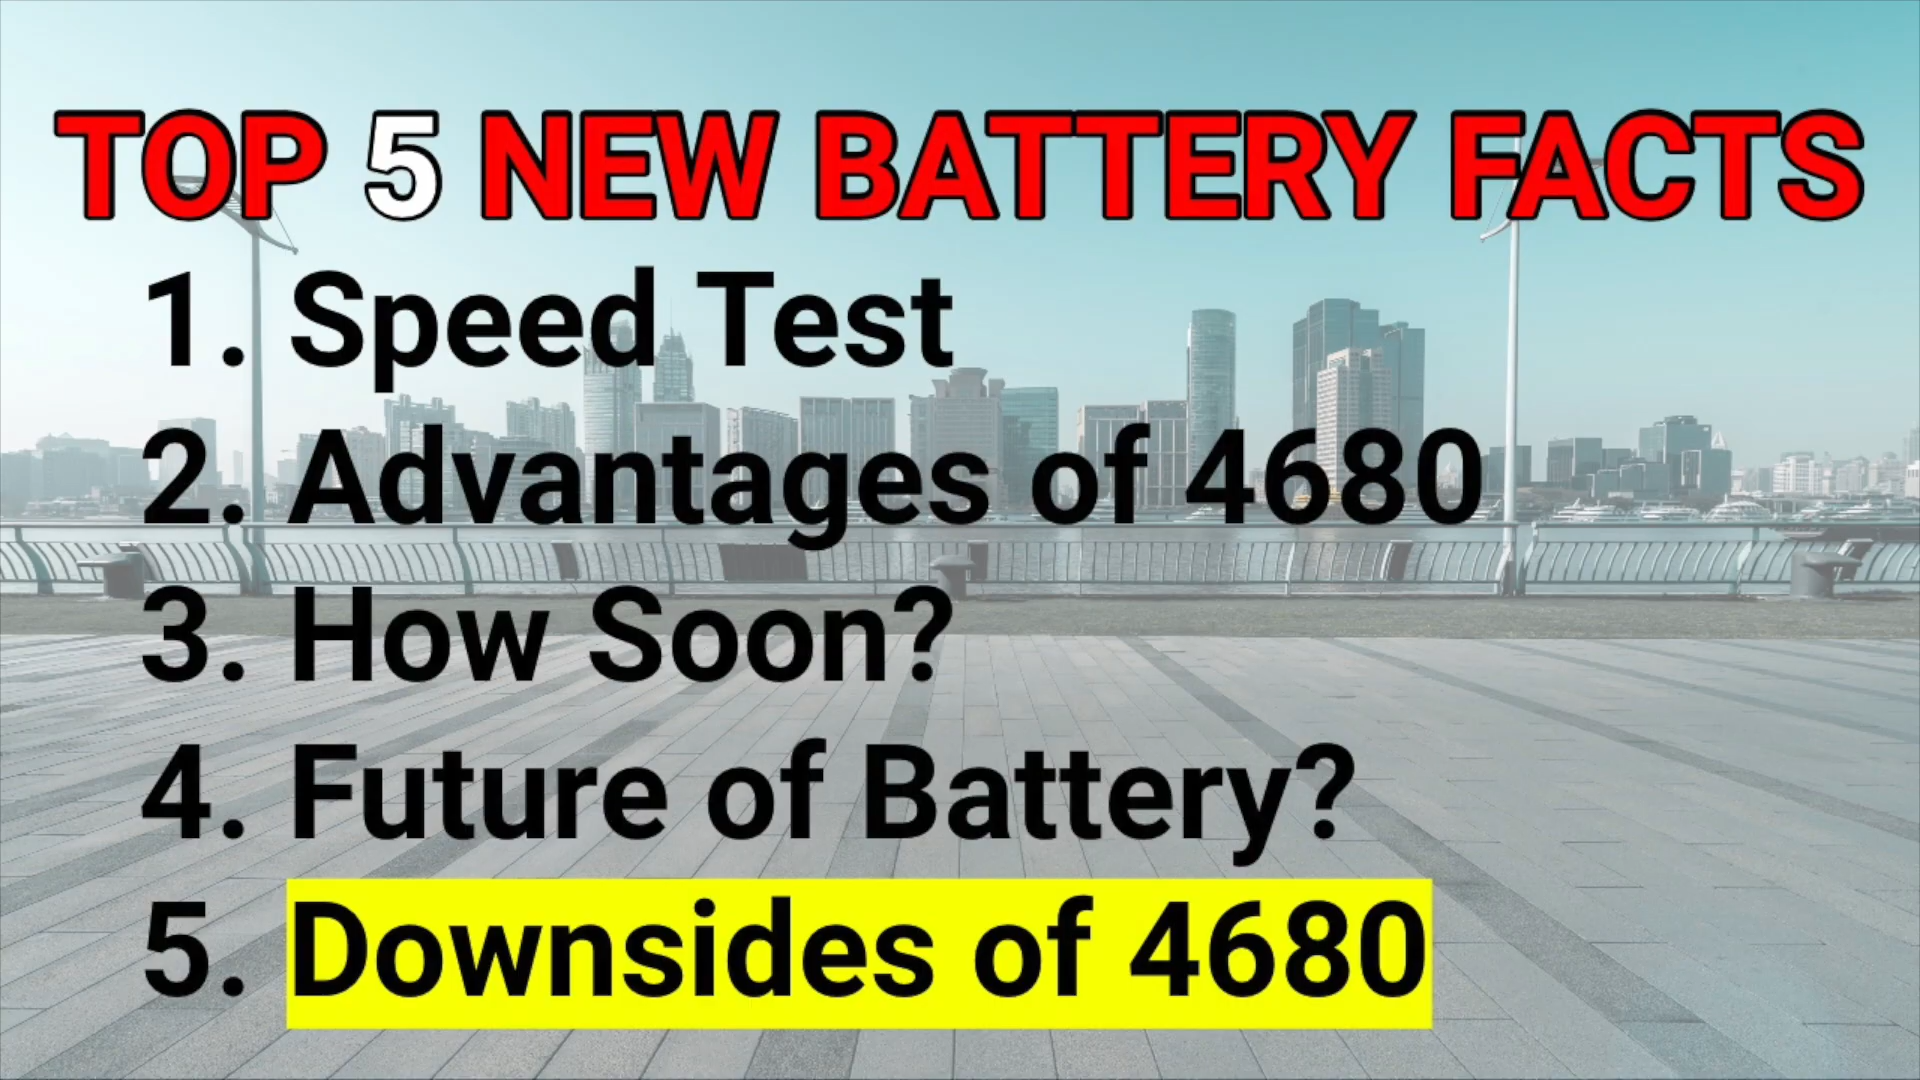 TOP 5 NEW BATTERY FACTS
1. Speed Test
2. Advantages of 4680
3. How Soon?
4. Future of Battery?
5. Downsides of 4680